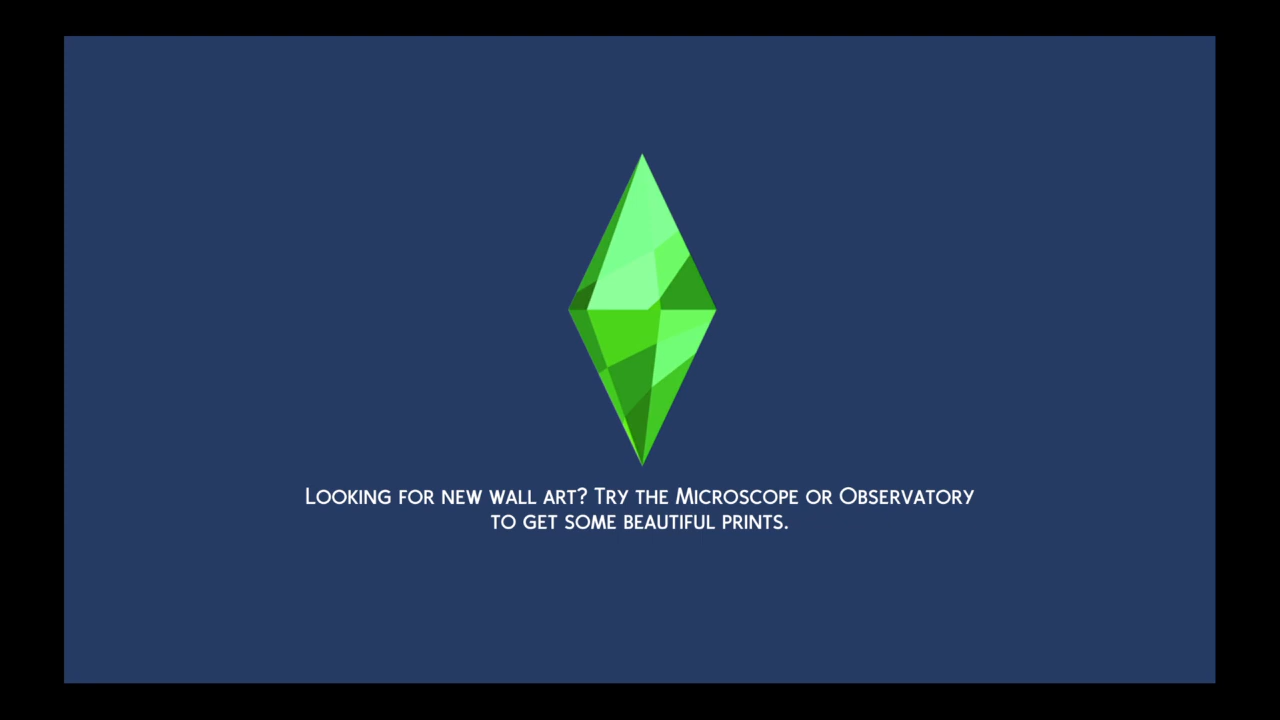 Looking for new wall art? Try the Microscope or Observatory
to get some beautiful prints.